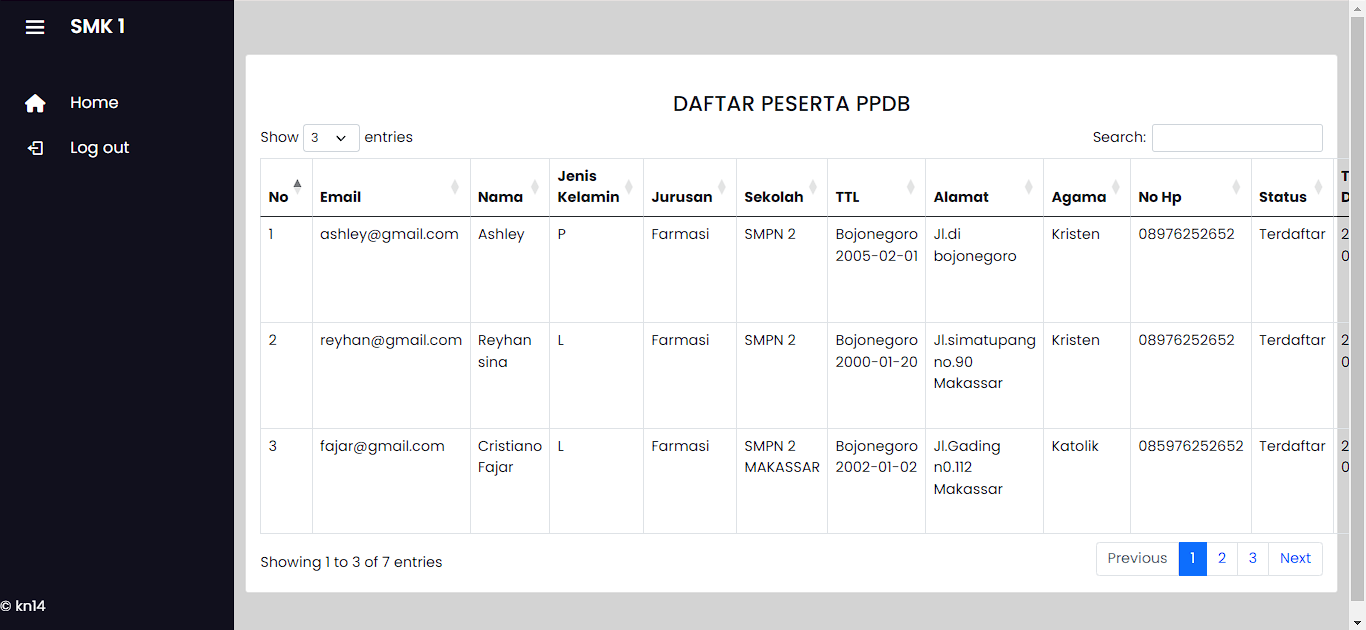 SMK 1
Home
Log out
© kn14
DAFTAR PESERTA PPDB
Show 3 entries
Search:
No Email Nama Jenis Kelamin Jurusan Sekolah TTL Alamat Agama No Hp Status
1 ashley@gmail.com Ashley P Farmasi SMPN 2 Bojonegoro Jl.di Kristen 08976252652 Terdaftar 2
2005-02-01 bojonegoro 0
2 reyhan@gmail.com Reyhan L Farmasi SMPN 2 Bojonegoro Jl.simatupang Kristen 08976252652 Terdaftar 2
sina 2000-01-20 no.90 0
Makassar
3 fajar@gmail.com Cristiano L Farmasi SMPN 2 Bojonegoro Jl.Gading Katolik 085976252652 Terdaftar 2
Fajar MAKASSAR 2002-01-02 n0.112 0
Makassar
Showing 1 to 3 of 7 entries
Previous 1 2 3 Next